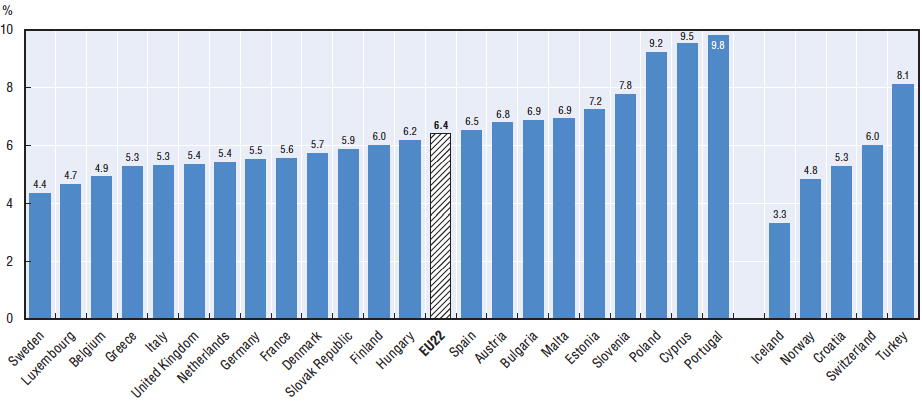 %
10
8
6
4
2
0
4.4
4.7
4.9
5.3
5.3
5.4
5.4
5.5
5.6
5.7
5.9
6.0
6.2
6.4
6.5
6.8
6.9
6.9
7.2
7.8
9.2
9.5
9.8
3.3
4.8
5.3
6.0
8.1
Sweden
Luxembourg
Belgium
Greece
Italy
United Kingdom
Netherlands
Germany
France
Denmark
Slovak Republic
Finland
Hungary
EU22
Spain
Austria
Bulgaria
Malta
Estonia
Slovenia
Poland
Cyprus
Portugal
Iceland
Norway
Croatia
Switzerland
Turkey